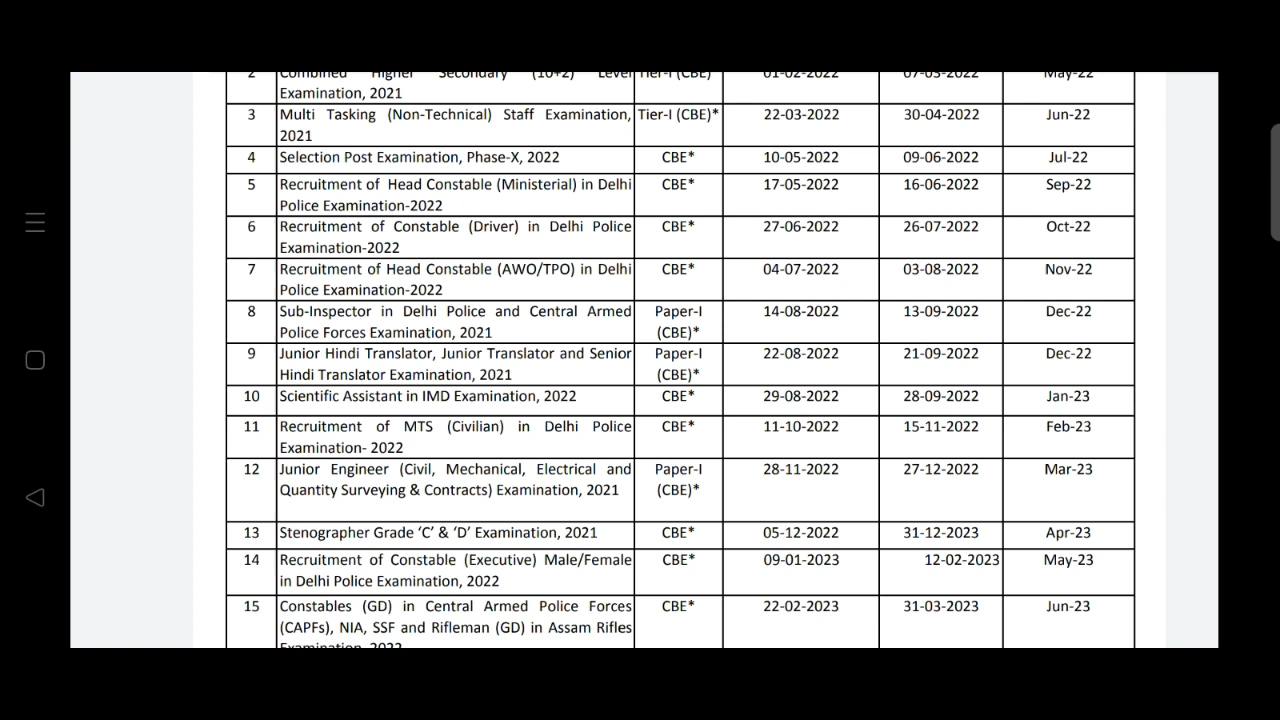 2 Combined Higher Secondary (10+2) Level Tier-I (CBE) 01-02-2022 07-03-2022 May-22
Examination, 2021
3 Multi Tasking (Non-Technical) Staff Examination, Tier-I (CBE)* 22-03-2022 30-04-2022 Jun-22
2021
4 Selection Post Examination, Phase-X, 2022 CBE* 10-05-2022 09-06-2022 Jul-22
5 Recruitment of Head Constable (Ministerial) in Delhi CBE* 17-05-2022 16-06-2022 Sep-22
Police Examination-2022
6 Recruitment of Constable (Driver) in Delhi Police CBE* 27-06-2022 26-07-2022 Oct-22
Examination-2022
7 Recruitment of Head Constable (AWO/TPO) in Delhi CBE* 04-07-2022 03-08-2022 Nov-22
Police Examination-2022
8 Sub-Inspector in Delhi Police and Central Armed Paper-I 14-08-2022 13-09-2022 Dec-22
Police Forces Examination, 2021 (CBE)*
9 Junior Hindi Translator, Junior Translator and Senior Paper-I 22-08-2022 21-09-2022 Dec-22
Hindi Translator Examination, 2021 (CBE)*
10 Scientific Assistant in IMD Examination, 2022 CBE* 29-08-2022 28-09-2022 Jan-23
11 Recruitment of MTS (Civilian) in Delhi Police CBE* 11-10-2022 15-11-2022 Feb-23
Examination- 2022
12 Junior Engineer (Civil, Mechanical, Electrical and Paper-I 28-11-2022 27-12-2022 Mar-23
Quantity Surveying & Contracts) Examination, 2021 (CBE)*
13 Stenographer Grade ‘C’ & ‘D’ Examination, 2021 CBE* 05-12-2022 31-12-2023 Apr-23
14 Recruitment of Constable (Executive) Male/Female CBE* 09-01-2023 12-02-2023 May-23
in Delhi Police Examination, 2022
15 Constables (GD) in Central Armed Police Forces CBE* 22-02-2023 31-03-2023 Jun-23
(CAPFs), NIA, SSF and Rifleman (GD) in Assam Rifles
Examination, 2022